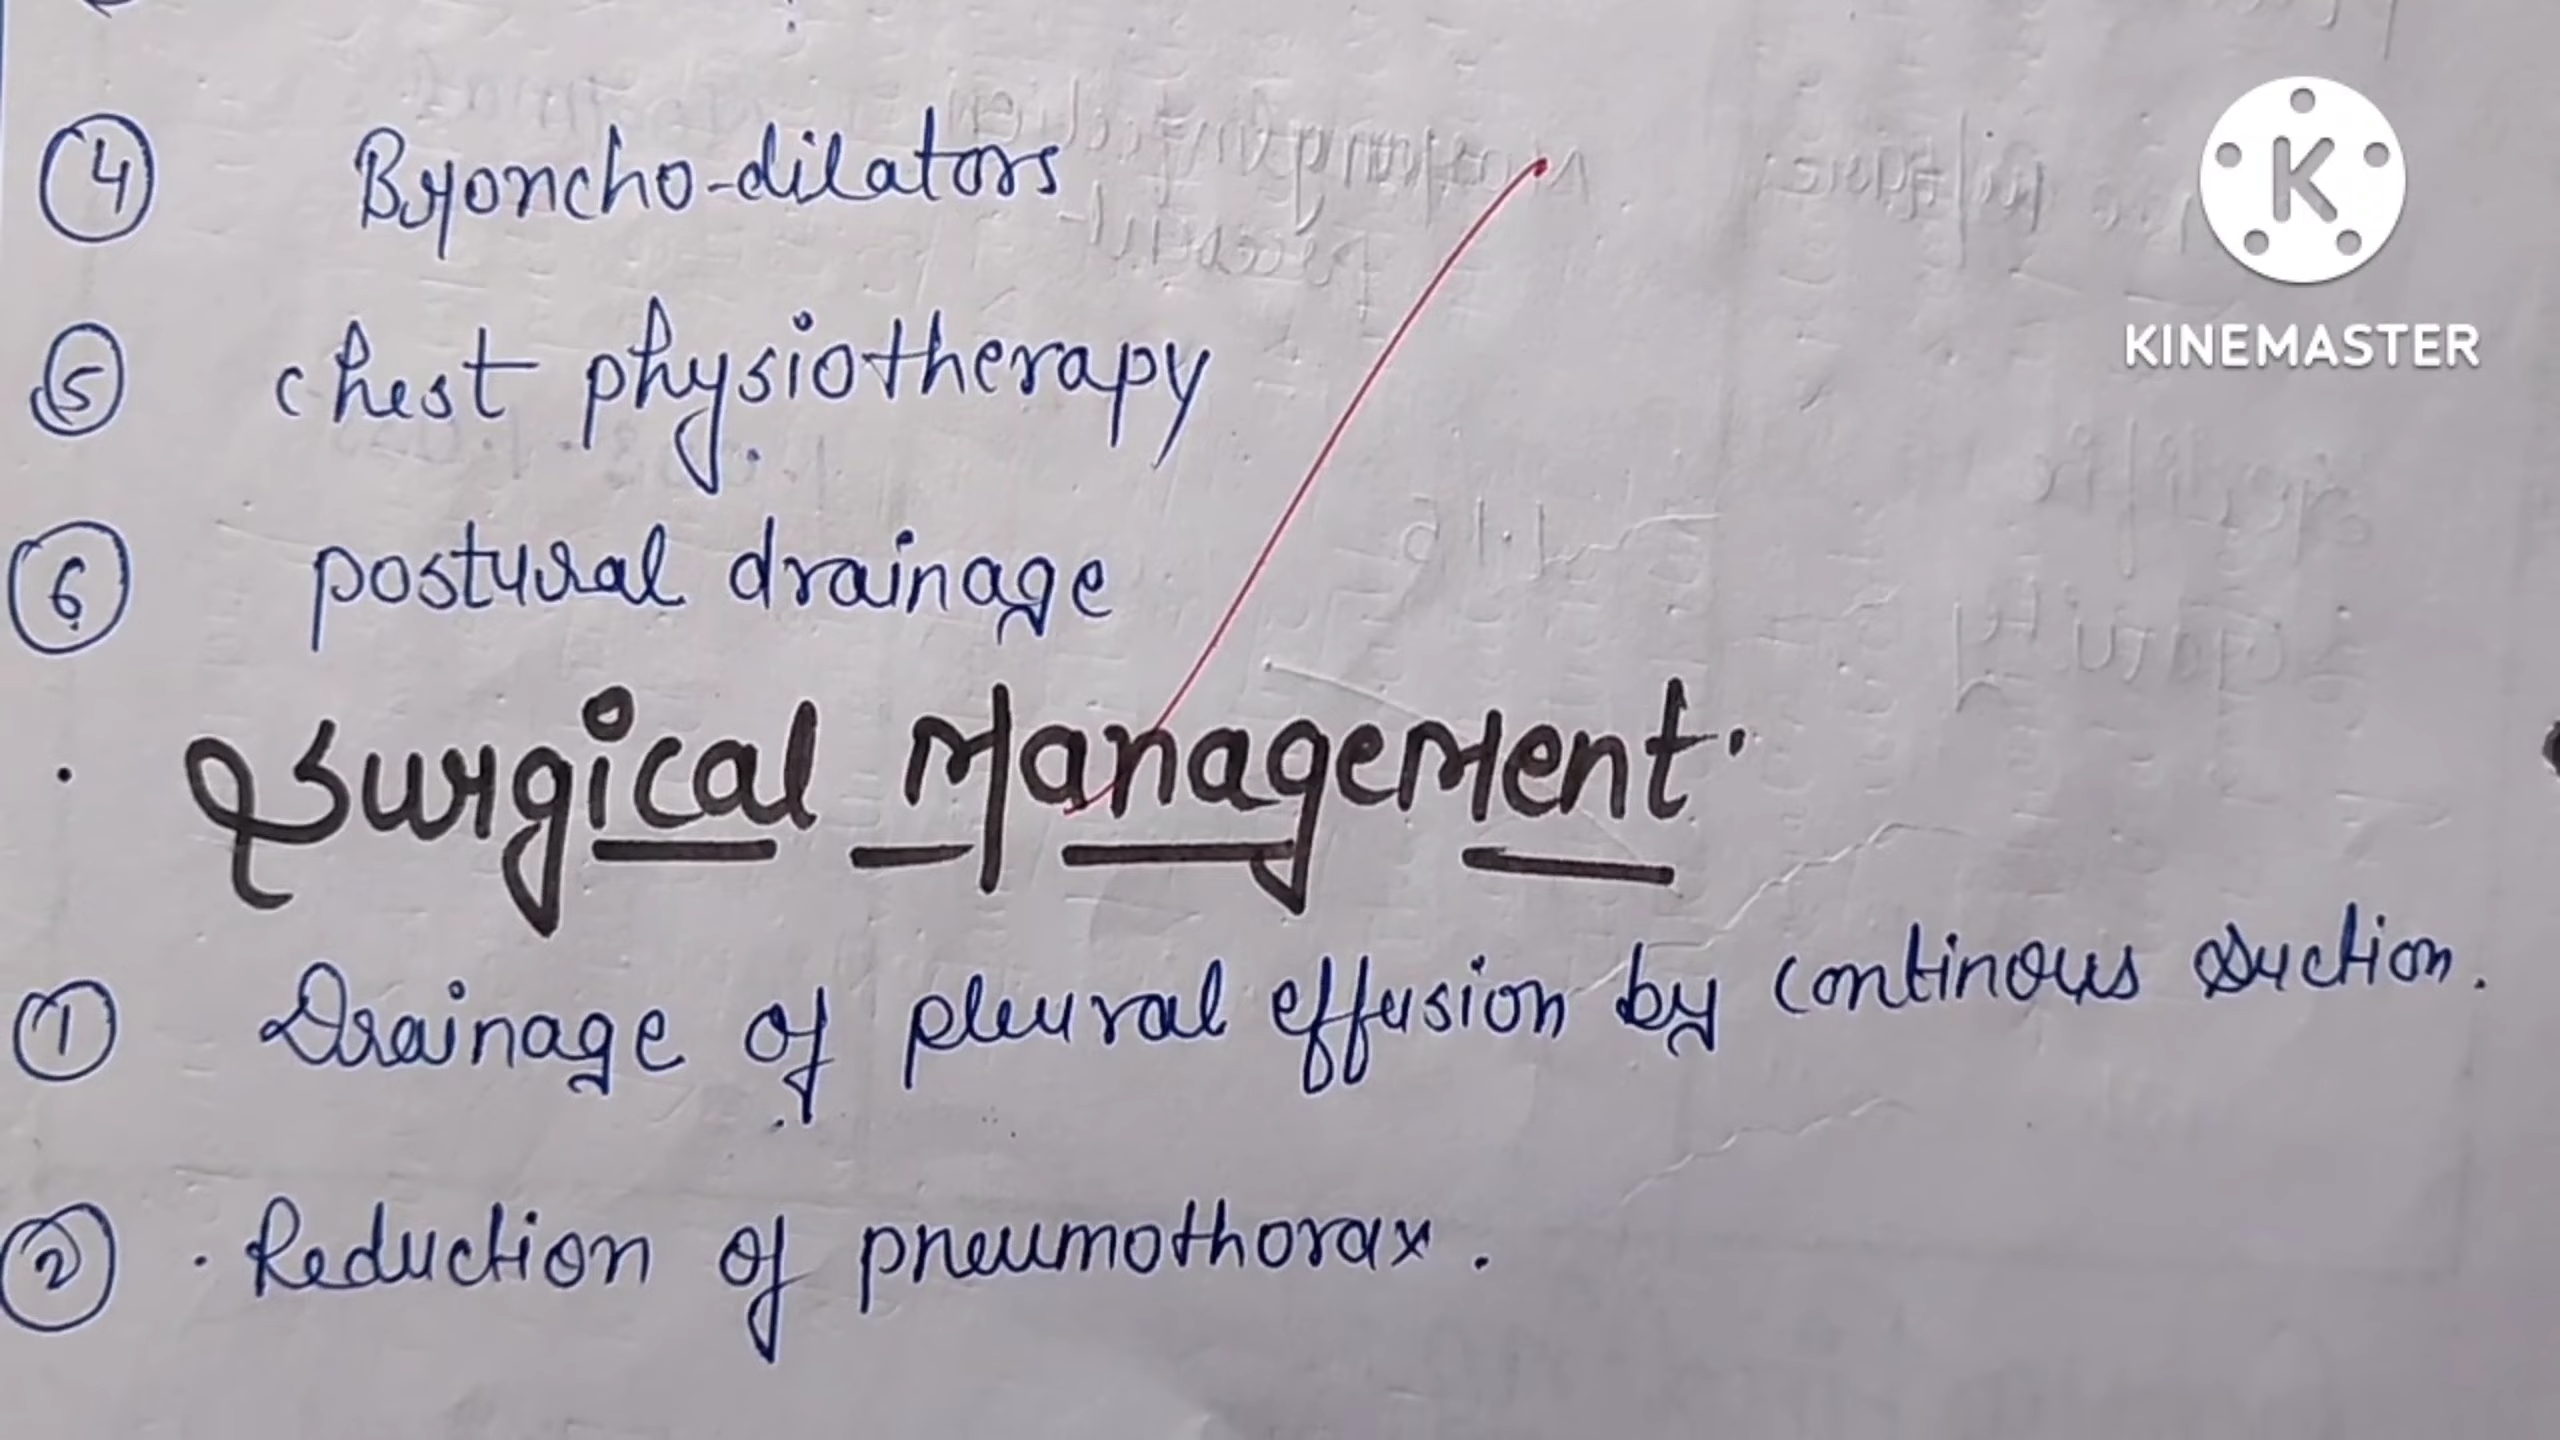 4 Broncho-dilators
K
KINEMASTER
5 chest physiotherapy
6 postural drainage
Surgical Management.
1 Drainage of pleural effusion by continous suction.
2 . Reduction of pneumothorax.